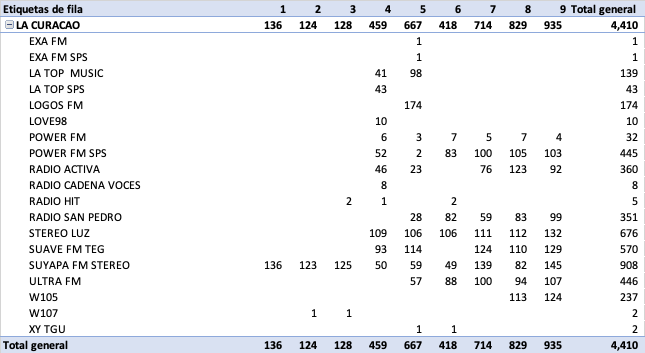 Etiquetas de fila 1 2 3 4 5 6 7 8 9 Total general
LA CURACAO 136 124 128 459 667 418 714 829 935 4,410
EXA FM 1 1
EXA FM SPS 1 1
LA TOP MUSIC 41 98 139
LA TOP SPS 43 43
LOGOS FM 174 174
LOVE98 10 10
POWER FM 6 3 7 5 7 4 32
POWER FM SPS 52 2 83 100 105 103 445
RADIO ACTIVA 46 23 76 123 92 360
RADIO CADENA VOCES 8 8
RADIO HIT 2 1 2 5
RADIO SAN PEDRO 28 82 59 83 99 351
STEREO LUZ 109 106 106 111 112 132 676
SUAVE FM TEG 93 114 124 110 129 570
SUYAPA FM STEREO 136 123 125 50 59 49 139 82 145 908
ULTRA FM 57 88 100 94 107 446
W105 113 124 237
W107 1 1 2
XY TGU 1 1 2
Total general 136 124 128 459 667 418 714 829 935 4,410